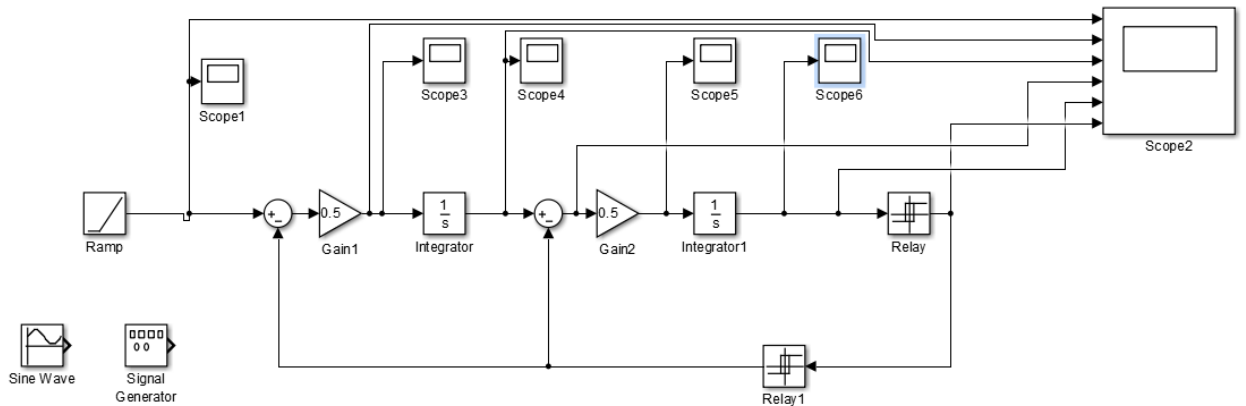 Scope1
Scope3
Scope4
Scope5
Scope6
Scope2
Ramp
+
−
0.5
Gain1
1
s
Integrator
+
−
0.5
Gain2
1
s
Integrator1
Relay
Sine Wave
Signal
Generator
Relay1